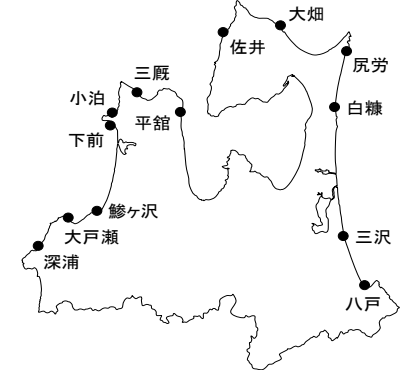 大畑
佐井
尻労
三厩
小泊
白糠
平舘
下前
鰺ヶ沢
大戸瀬
三沢
深浦
八戸